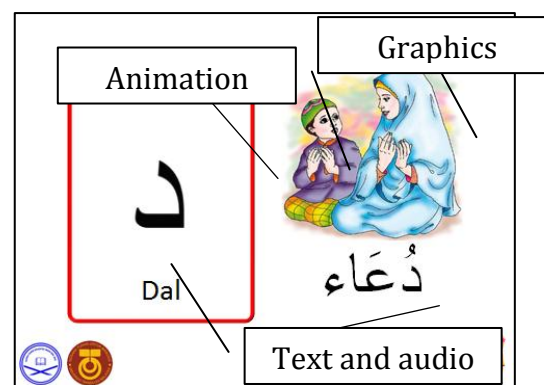 Graphics
Animation
د
Dal
دُعَاء
Text and audio